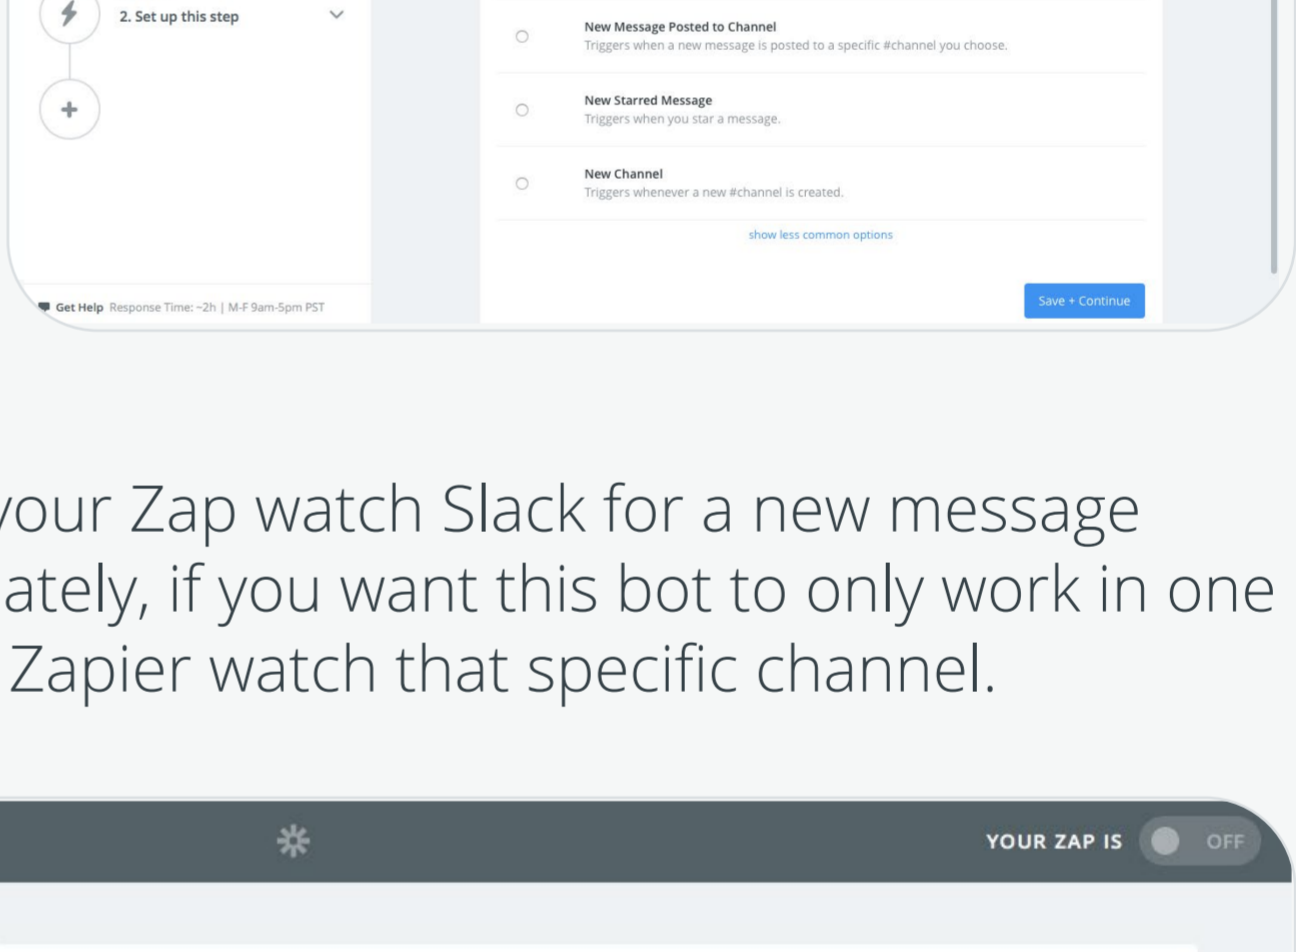 2. Set up this step
New Message Posted to Channel
Triggers when a new message is posted to a specific #channel you choose.
New Starred Message
Triggers when you star a message.
New Channel
Triggers whenever a new #channel is created.
show less common options
Get Help Response Time: ~2h | M-F 9am-5pm PST
Save + Continue
your Zap watch Slack for a new message
ately, if you want this bot to only work in one
Zapier watch that specific channel.
YOUR ZAP IS OFF